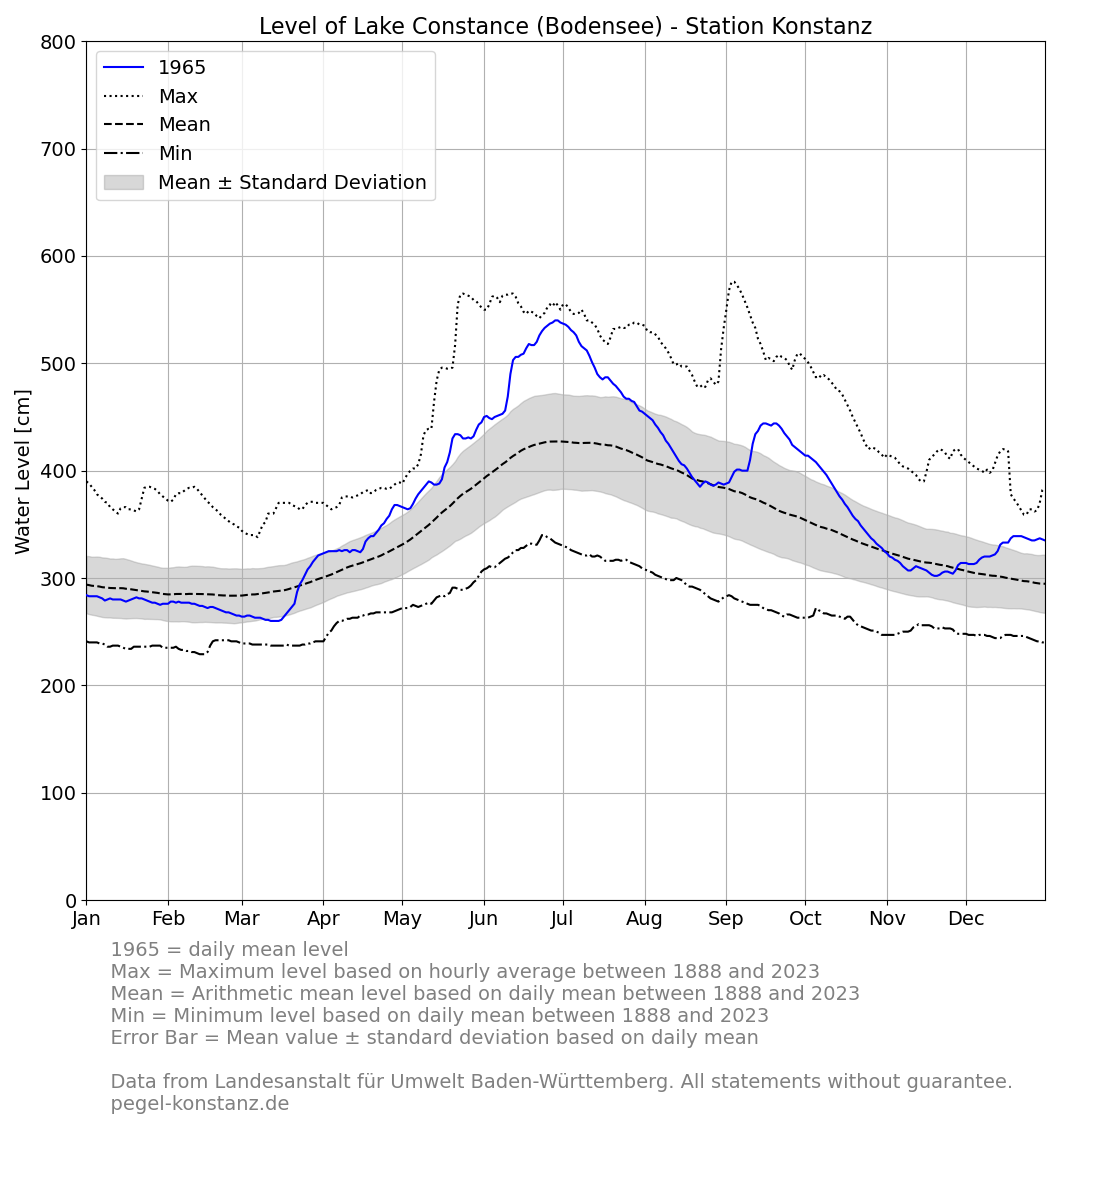 Level of Lake Constance (Bodensee) - Station Konstanz
800
1965
Max
Mean
Min
Mean ± Standard Deviation
700
600
500
400
300
200
100
0
Water Level [cm]
Jan Feb Mar Apr May Jun Jul Aug Sep Oct Nov Dec
1965 = daily mean level
Max = Maximum level based on hourly average between 1888 and 2023
Mean = Arithmetic mean level based on daily mean between 1888 and 2023
Min = Minimum level based on daily mean between 1888 and 2023
Error Bar = Mean value ± standard deviation based on daily mean
Data from Landesanstalt für Umwelt Baden-Württemberg. All statements without guarantee.
pegel-konstanz.de